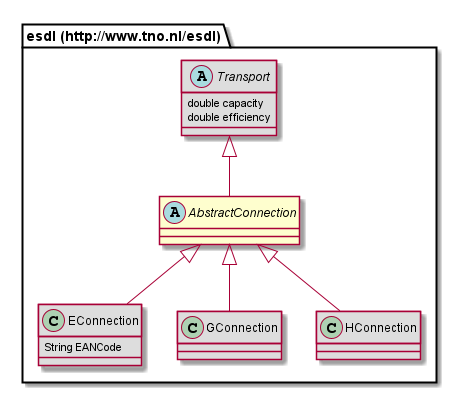 esdl (http://www.tno.nl/esdl)
A Transport
double capacity
double efficiency
A AbstractConnection
C EConnection
String EANCode
C GConnection
C HConnection